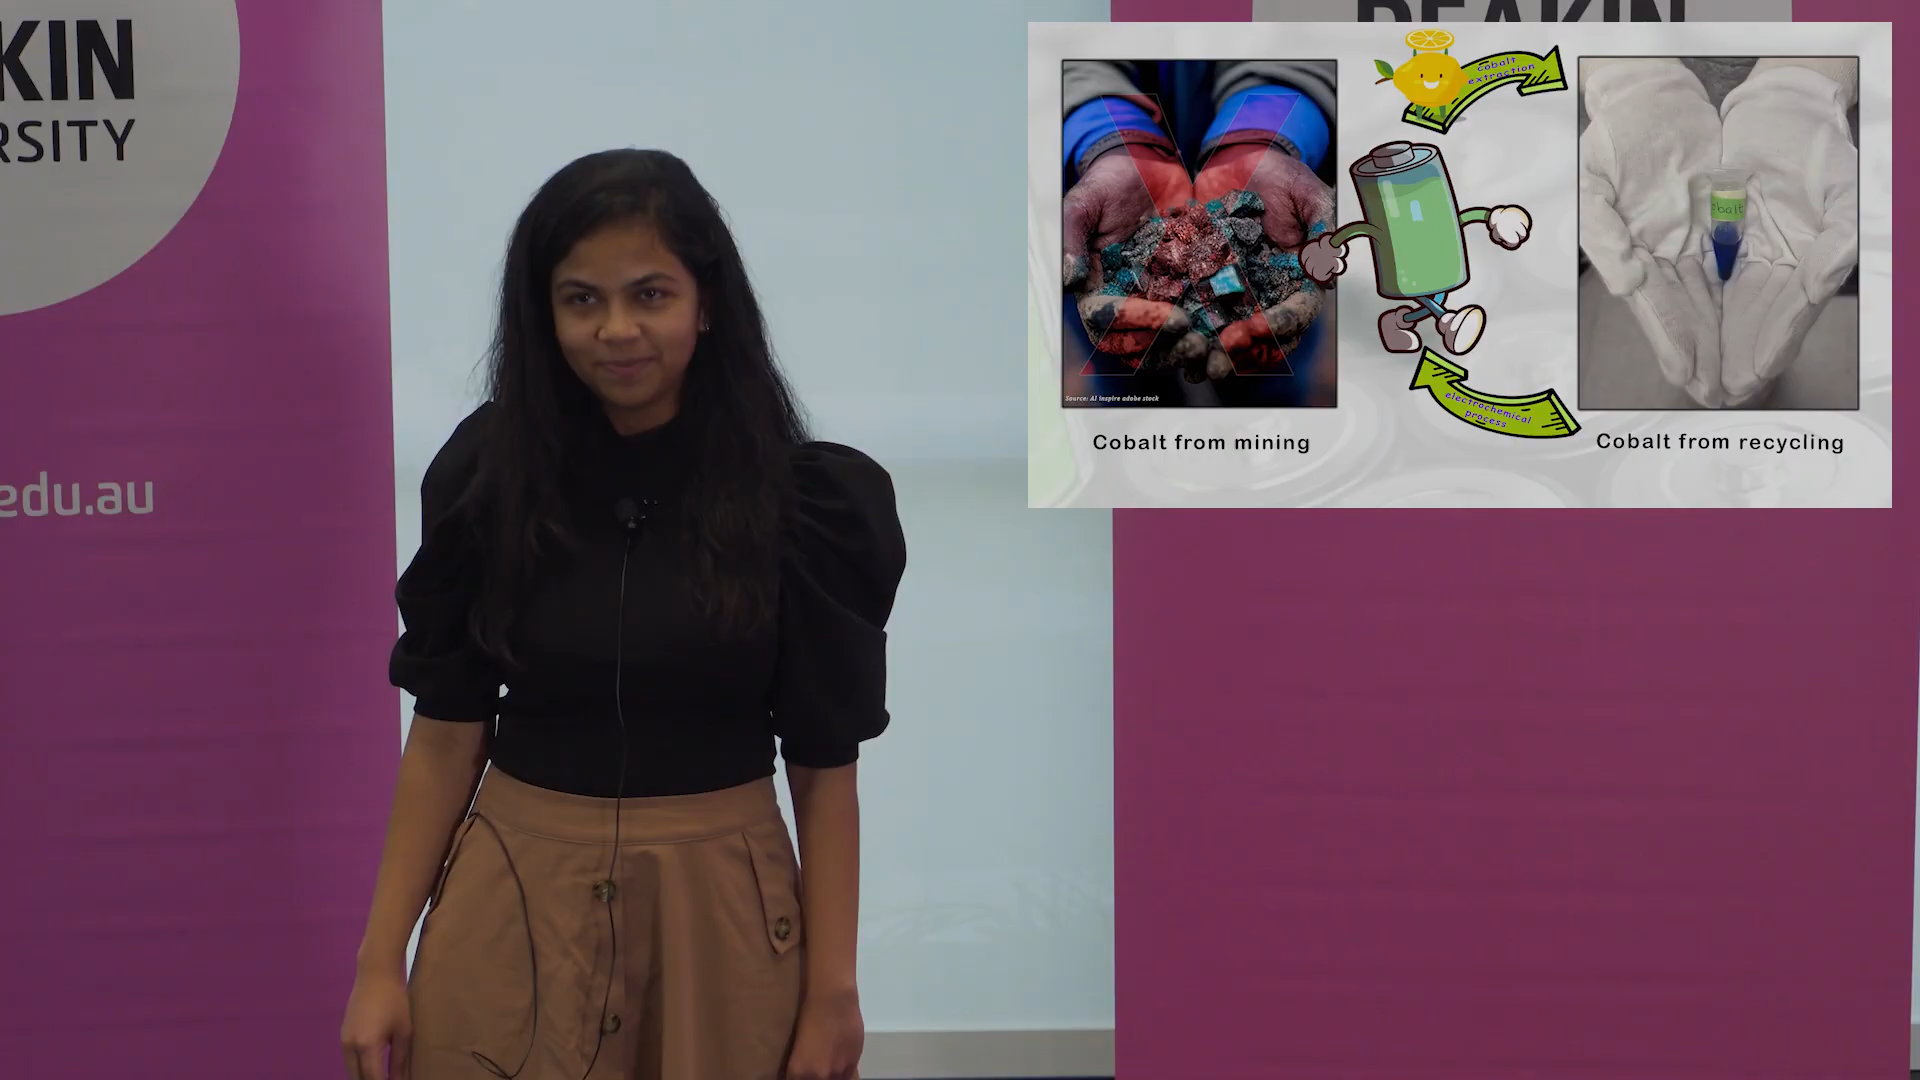 KIN
RSITY
edu.au
DEAKIN
cobalt
extraction
obalt
Source: AI inspire adobe stock
electrochemical
process
Cobalt from mining
Cobalt from recycling